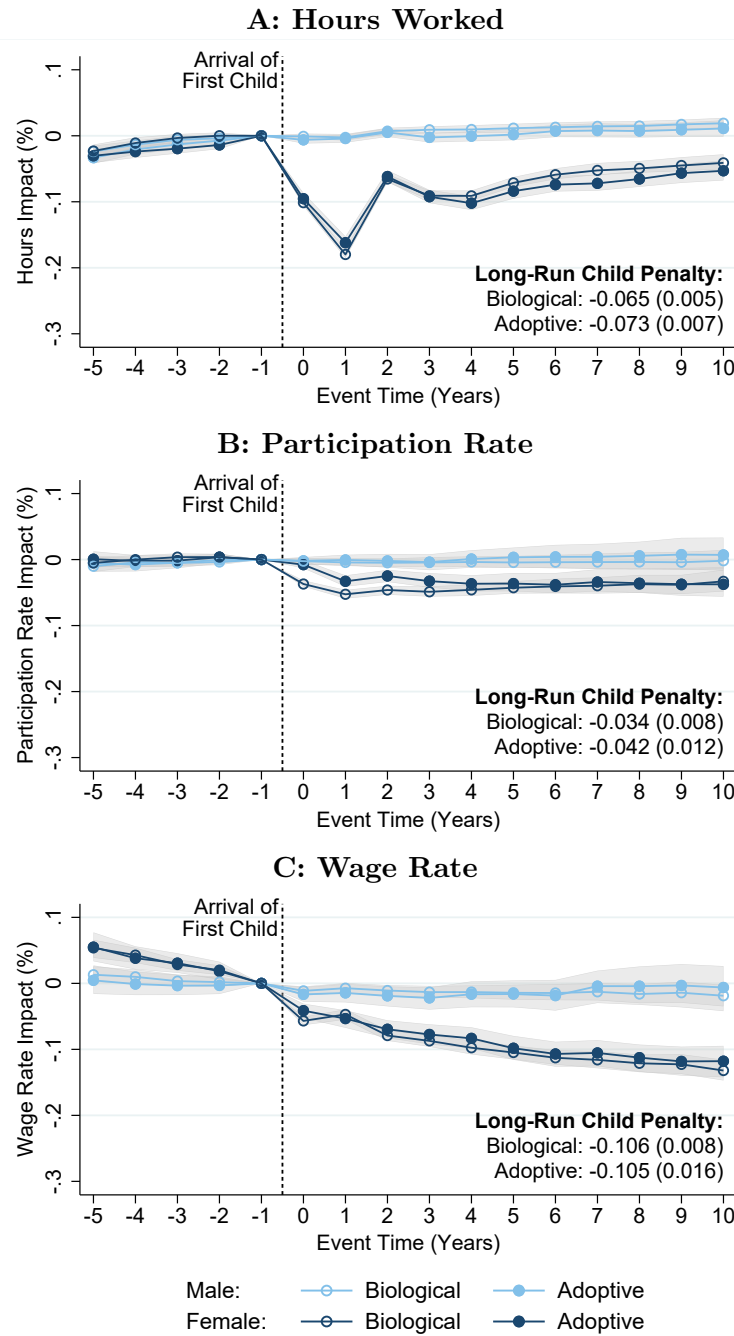 A: Hours Worked
Arrival of
First Child
Hours Impact (%)
.1
0
-.1
-.2
-.3
Long-Run Child Penalty:
Biological: -0.065 (0.005)
Adoptive: -0.073 (0.007)
-5 -4 -3 -2 -1 0 1 2 3 4 5 6 7 8 9 10
Event Time (Years)
B: Participation Rate
Arrival of
First Child
Participation Rate Impact (%)
.1
0
-.1
-.2
-.3
Long-Run Child Penalty:
Biological: -0.034 (0.008)
Adoptive: -0.042 (0.012)
-5 -4 -3 -2 -1 0 1 2 3 4 5 6 7 8 9 10
Event Time (Years)
C: Wage Rate
Arrival of
First Child
Wage Rate Impact (%)
.1
0
-.1
-.2
-.3
Long-Run Child Penalty:
Biological: -0.106 (0.008)
Adoptive: -0.105 (0.016)
-5 -4 -3 -2 -1 0 1 2 3 4 5 6 7 8 9 10
Event Time (Years)
Male: Biological Adoptive
Female: Biological Adoptive